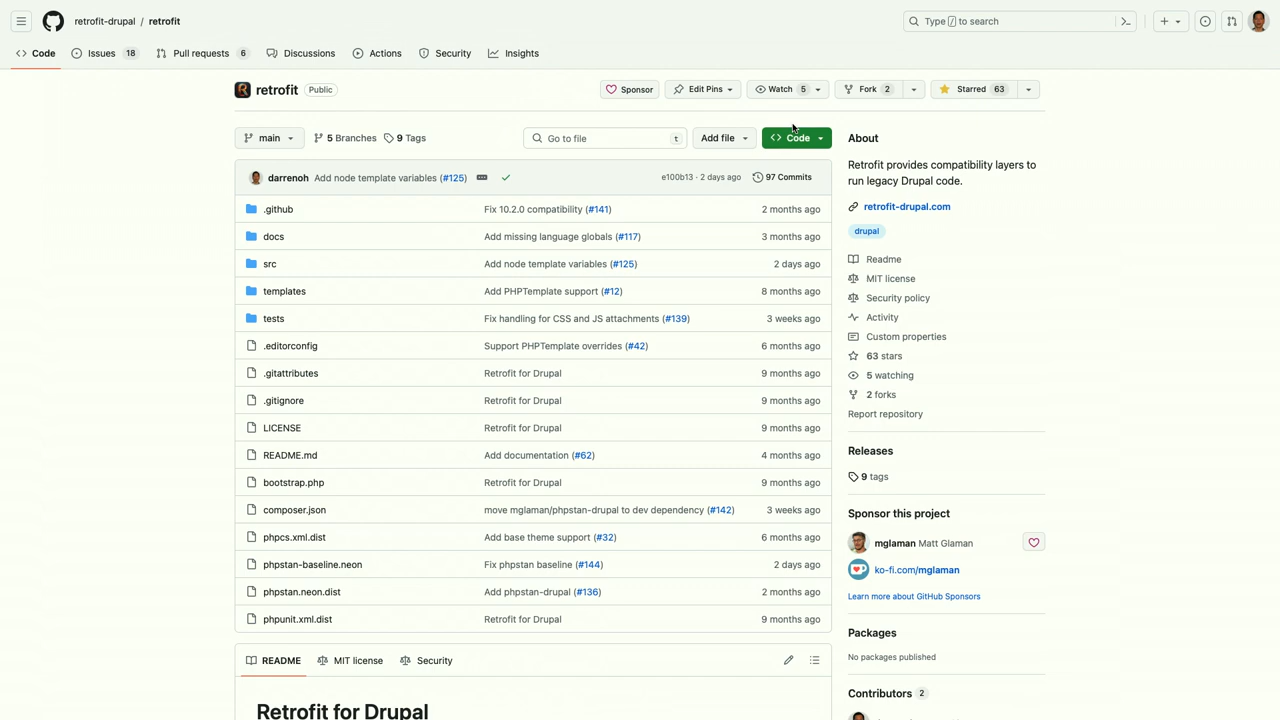 retrofit-drupal / retrofit
Type / to search
Code
Issues 18
Pull requests 6
Discussions
Actions
Security
Insights
retrofit Public
Sponsor
Edit Pins
Watch 5
Fork 2
Starred 63
main
5 Branches
9 Tags
Go to file t
Add file
Code
darrenoh Add node template variables (#125)
e100b13 · 2 days ago
97 Commits
.github Fix 10.2.0 compatibility (#141) 2 months ago
docs Add missing language globals (#117) 3 months ago
src Add node template variables (#125) 2 days ago
templates Add PHPTemplate support (#12) 8 months ago
tests Fix handling for CSS and JS attachments (#139) 3 weeks ago
.editorconfig Support PHPTemplate overrides (#42) 6 months ago
.gitattributes Retrofit for Drupal 9 months ago
.gitignore Retrofit for Drupal 9 months ago
LICENSE Retrofit for Drupal 9 months ago
README.md Add documentation (#62) 4 months ago
bootstrap.php Retrofit for Drupal 9 months ago
composer.json move mglaman/phpstan-drupal to dev dependency (#142) 3 weeks ago
phpcs.xml.dist Add base theme support (#32) 6 months ago
phpstan-baseline.neon Fix phpstan baseline (#144) 2 days ago
phpstan.neon.dist Add phpstan-drupal (#136) 2 months ago
phpunit.xml.dist Retrofit for Drupal 9 months ago
README
MIT license
Security
Retrofit for Drupal
About
Retrofit provides compatibility layers to
run legacy Drupal code.
retrofit-drupal.com
drupal
Readme
MIT license
Security policy
Activity
Custom properties
63 stars
5 watching
2 forks
Report repository
Releases
9 tags
Sponsor this project
mglaman Matt Glaman
ko-fi.com/mglaman
Learn more about GitHub Sponsors
Packages
No packages published
Contributors 2